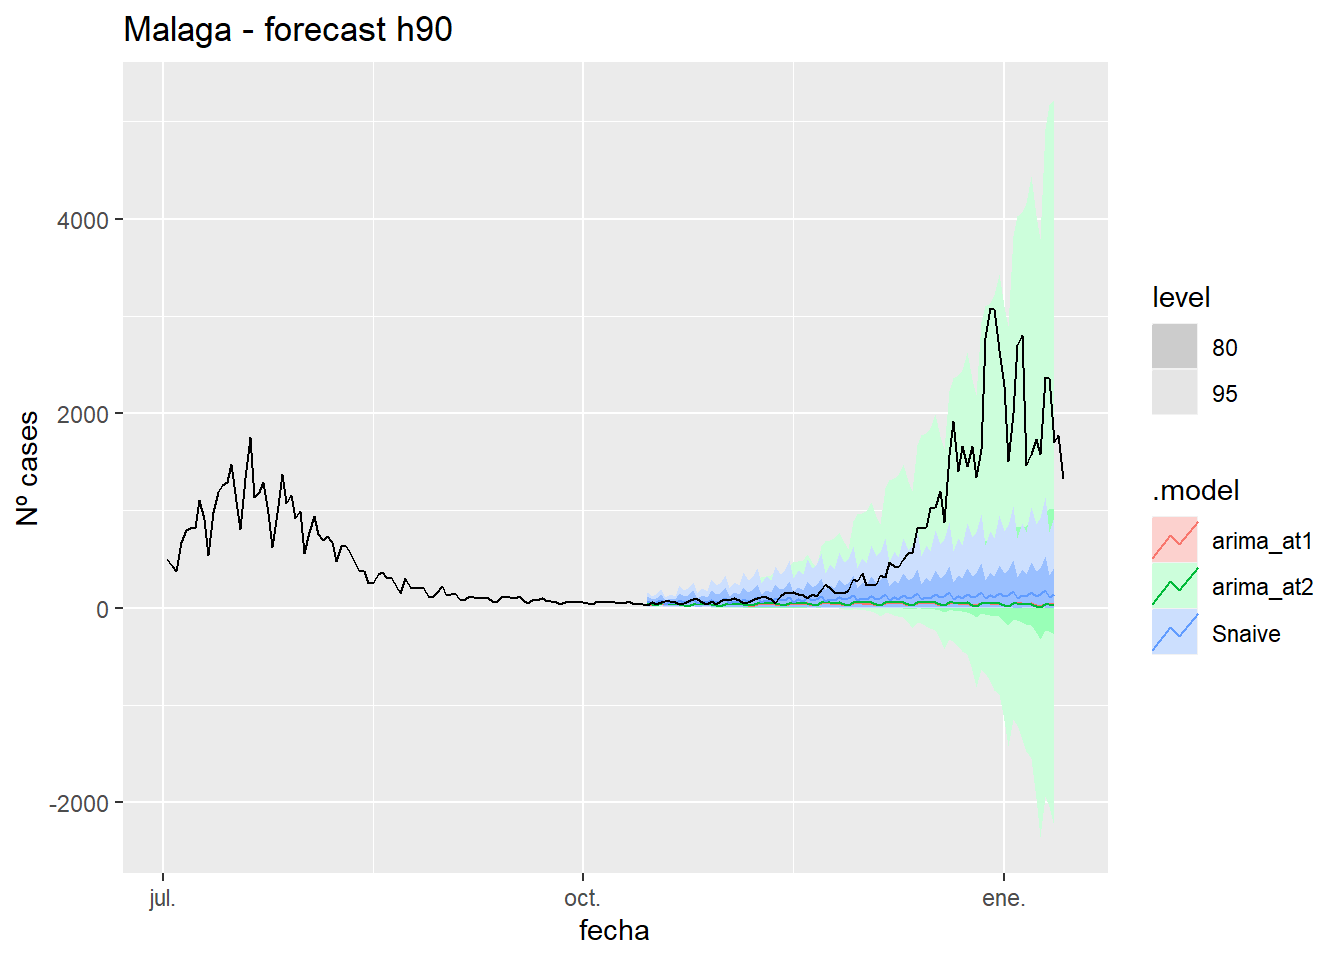 Malaga - forecast h90
Nº cases
4000
2000
0
-2000
jul.
oct.
ene.
fecha
level
80
95
.model
arima_at1
arima_at2
Snaive